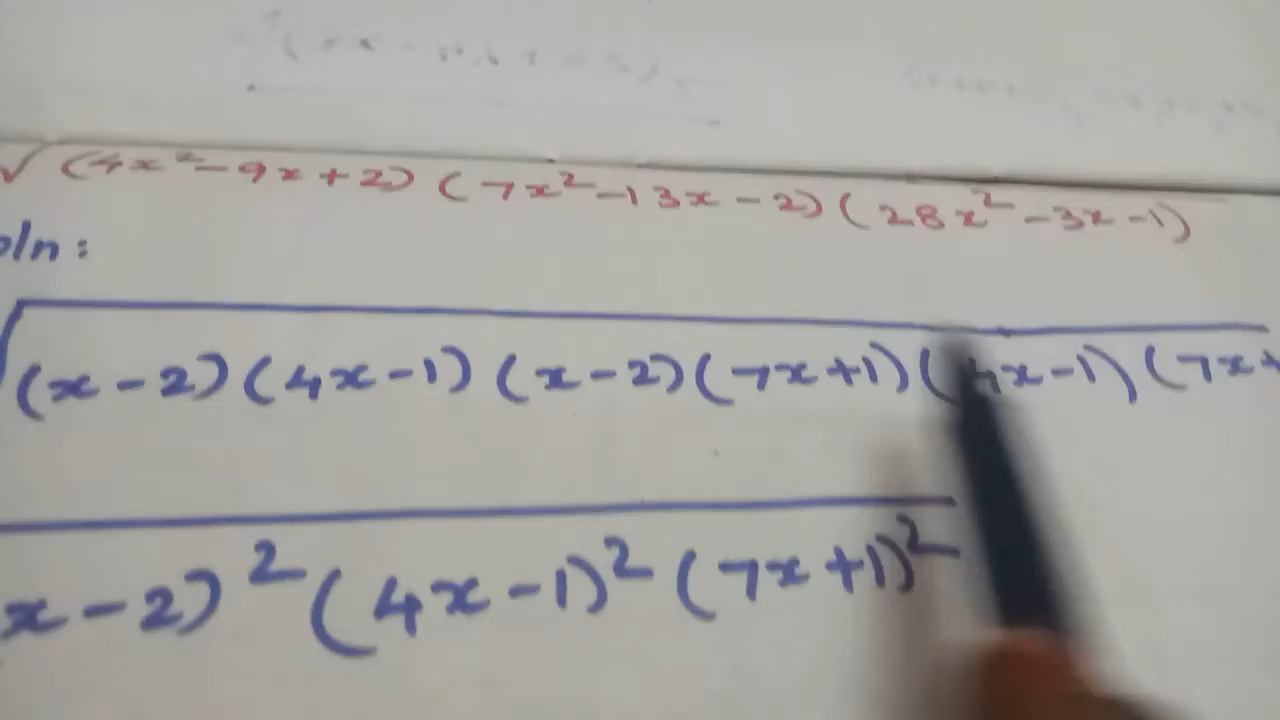 √(4x²-9x+2)(7x²-13x-2)(28x²-3x-1)
oln:
√(x-2)(4x-1)(x-2)(7x+1)(4x-1)(7x+
x-2)²(4x-1)²(7x+1)²